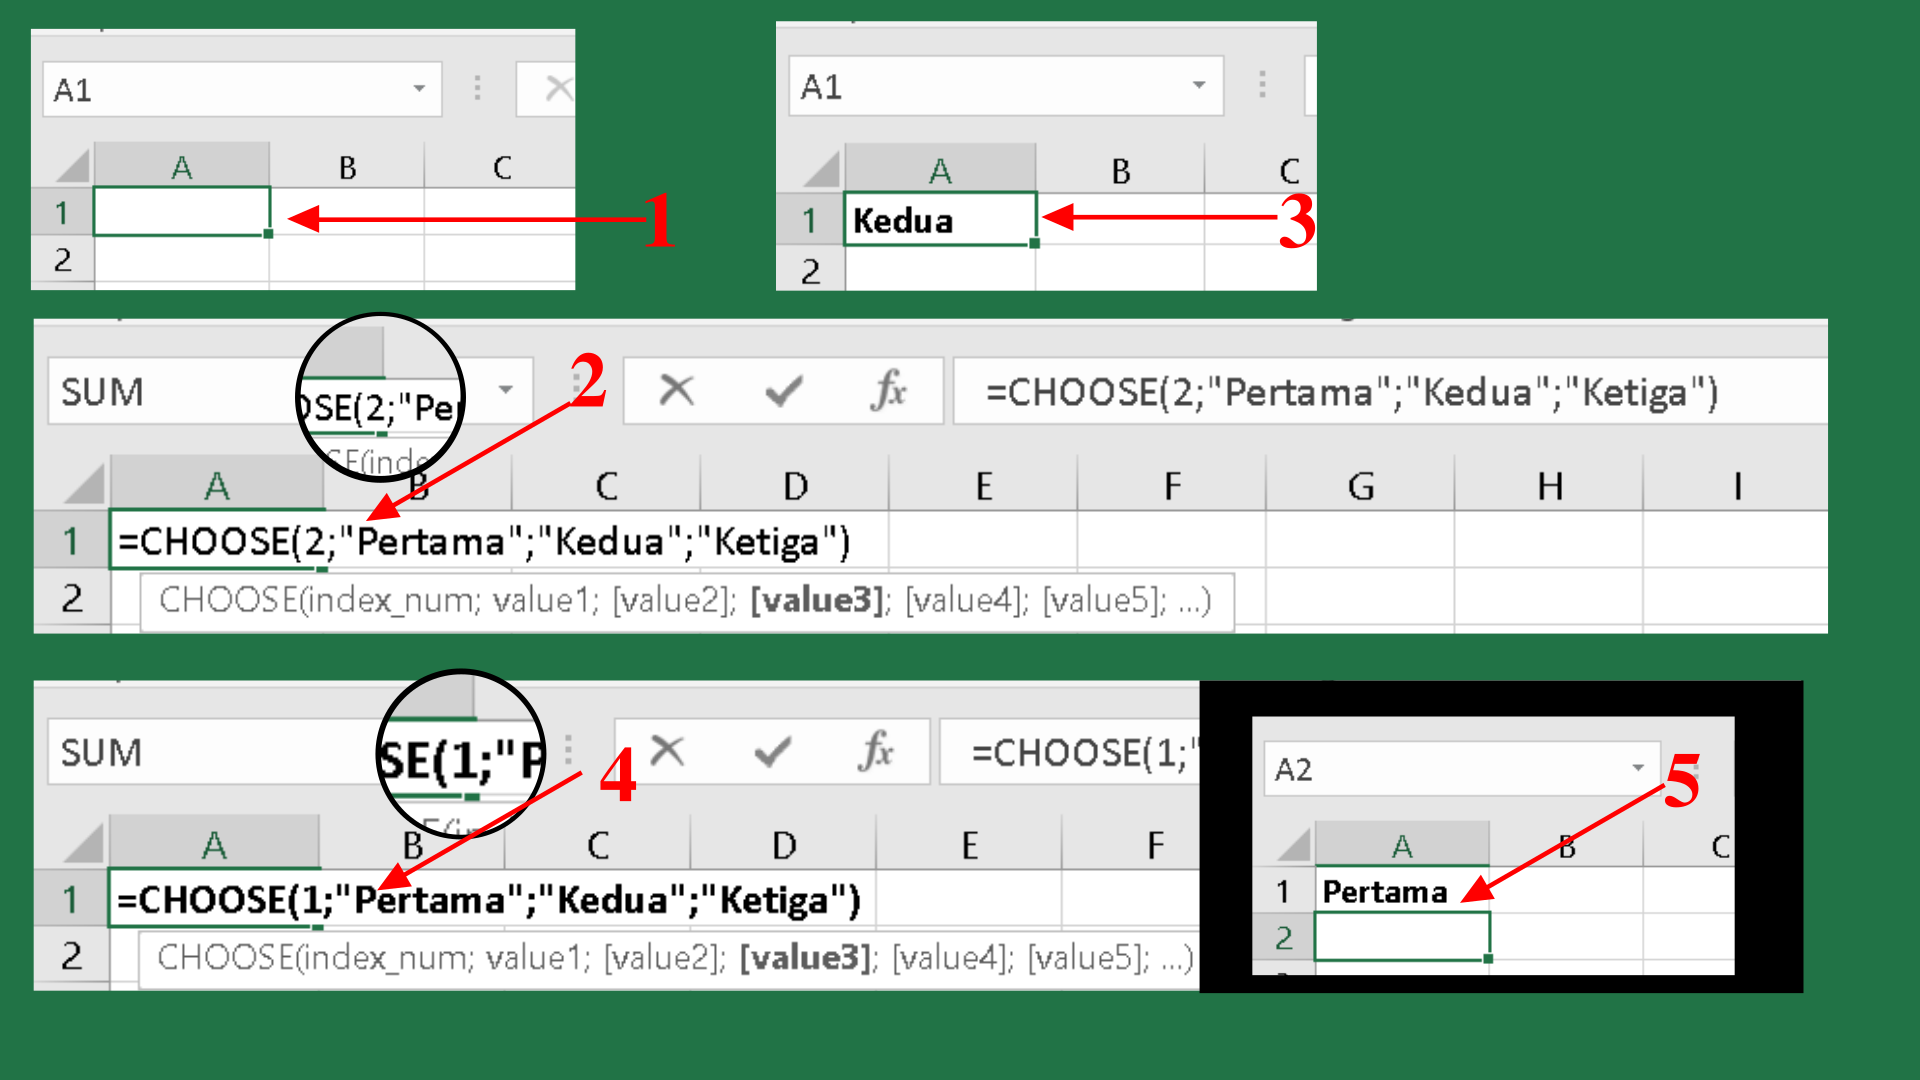 A1
A B C
1
2
1
A1
A B C
1 Kedua
2
3
SUM
OSE(2;"Pe
SE(inde
2
fx
=CHOOSE(2;"Pertama";"Kedua";"Ketiga")
A B C D E F G H I
1 =CHOOSE(2;"Pertama";"Kedua";"Ketiga")
2 CHOOSE(index_num; value1; [value2]; [value3]; [value4]; [value5]; ...)
SUM
SE(1;"P
4
fx
=CHOOSE(1;"
A B C D E F
1 =CHOOSE(1;"Pertama";"Kedua";"Ketiga")
2 CHOOSE(index_num; value1; [value2]; [value3]; [value4]; [value5]; ...)
A2
5
A B C
1 Pertama
2